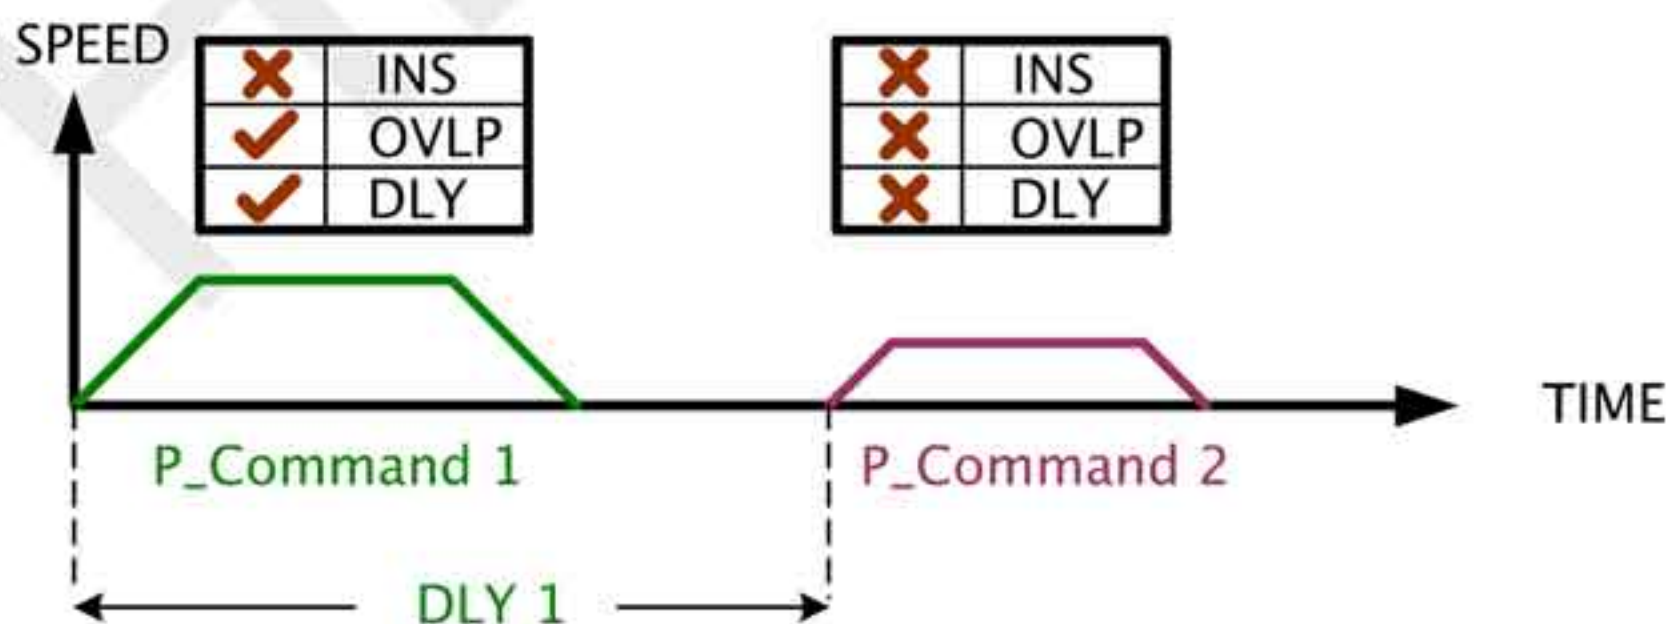 SPEED
INS
OVLP
DLY
INS
OVLP
DLY
TIME
P_Command 1
P_Command 2
DLY 1